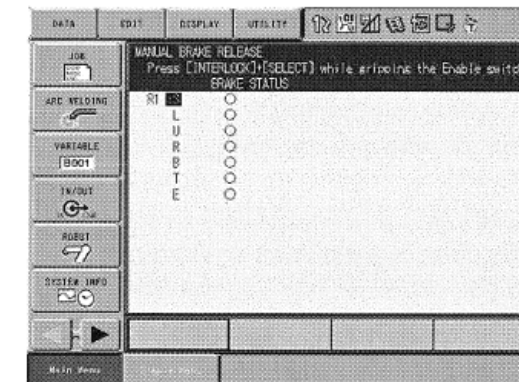 DATA EDIT DISPLAY UTILITY
JOB
ARC WELDING
VARIABLE
B001
IN/OUT
ROBOT
SYSTEM INFO
MANUAL BRAKE RELEASE
Press [INTERLOCK]+[SELECT] while gripping the Enable switc
BRAKE STATUS
R1 :S
L
U
R
B
T
E
Main Menu